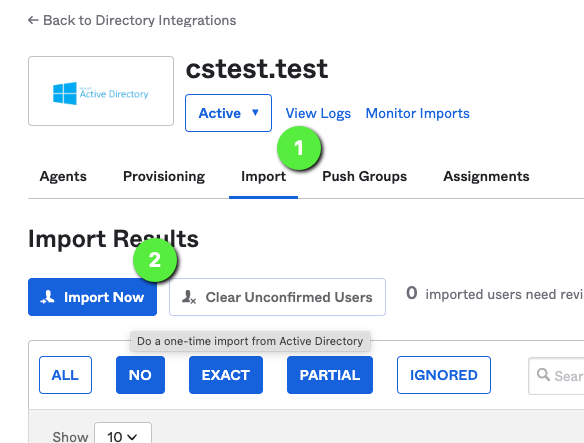 ← Back to Directory Integrations
cstest.test
Active Directory
Active ▼ View Logs Monitor Imports
1
Agents Provisioning Import Push Groups Assignments
Import Results
2
Import Now Clear Unconfirmed Users 0 imported users need revi
Do a one-time import from Active Directory
ALL NO EXACT PARTIAL IGNORED Sear
Show 10